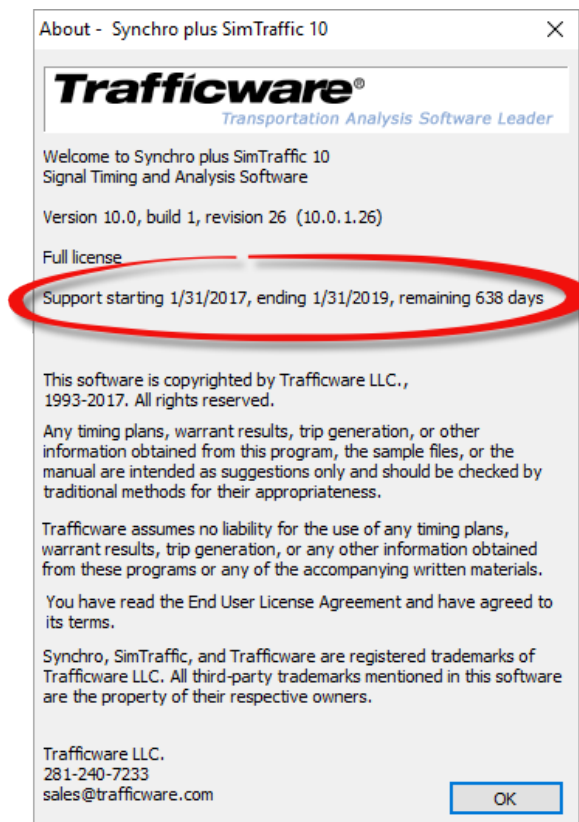 About - Synchro plus SimTraffic 10
Trafficware®
Transportation Analysis Software Leader
Welcome to Synchro plus SimTraffic 10
Signal Timing and Analysis Software
Version 10.0, build 1, revision 26 (10.0.1.26)
Full license
Support starting 1/31/2017, ending 1/31/2019, remaining 638 days
This software is copyrighted by Trafficware LLC.,
1993-2017. All rights reserved.
Any timing plans, warrant results, trip generation, or other
information obtained from this program, the sample files, or the
manual are intended as suggestions only and should be checked by
traditional methods for their appropriateness.
Trafficware assumes no liability for the use of any timing plans,
warrant results, trip generation, or any other information obtained
from these programs or any of the accompanying written materials.
You have read the End User License Agreement and have agreed to
its terms.
Synchro, SimTraffic, and Trafficware are registered trademarks of
Trafficware LLC. All third-party trademarks mentioned in this software
are the property of their respective owners.
Trafficware LLC.
281-240-7233
sales@trafficware.com
OK